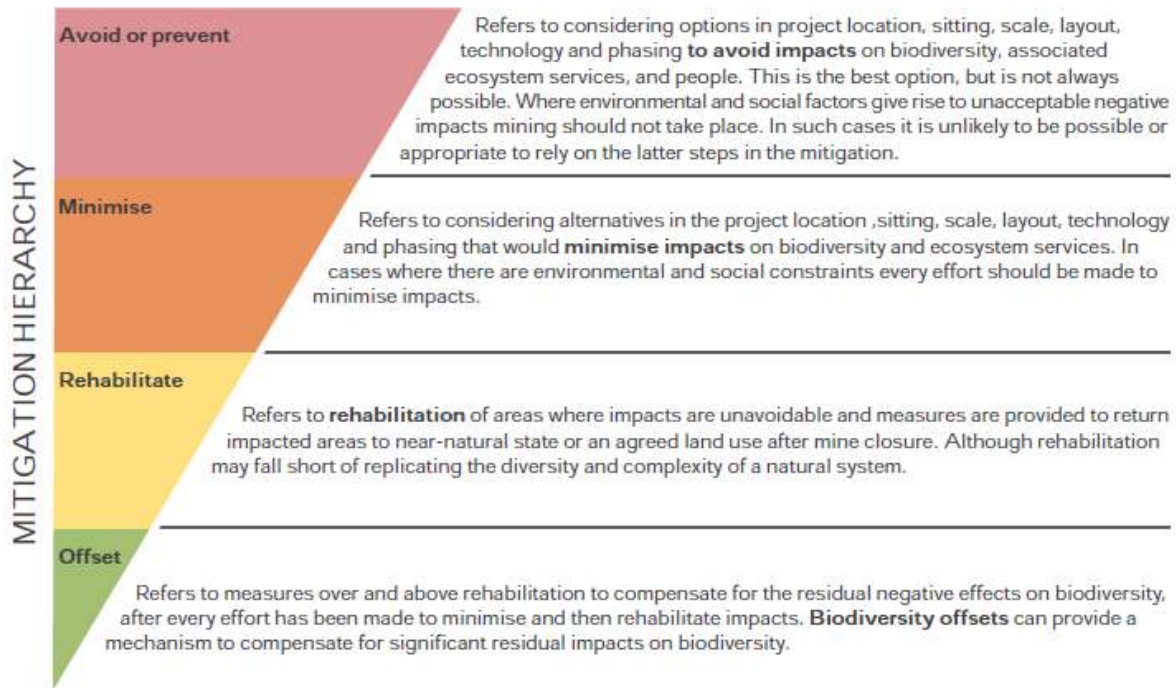 MITIGATION HIERARCHY
Avoid or prevent
Refers to considering options in project location, sitting, scale, layout,
technology and phasing to avoid impacts on biodiversity, associated
ecosystem services, and people. This is the best option, but is not always
possible. Where environmental and social factors give rise to unacceptable negative
impacts mining should not take place. In such cases it is unlikely to be possible or
appropriate to rely on the latter steps in the mitigation.
Minimise
Refers to considering alternatives in the project location ,sitting, scale, layout, technology
and phasing that would minimise impacts on biodiversity and ecosystem services. In
cases where there are environmental and social constraints every effort should be made to
minimise impacts.
Rehabilitate
Refers to rehabilitation of areas where impacts are unavoidable and measures are provided to return
impacted areas to near-natural state or an agreed land use after mine closure. Although rehabilitation
may fall short of replicating the diversity and complexity of a natural system.
Offset
Refers to measures over and above rehabilitation to compensate for the residual negative effects on biodiversity,
after every effort has been made to minimise and then rehabilitate impacts. Biodiversity offsets can provide a
mechanism to compensate for significant residual impacts on biodiversity.